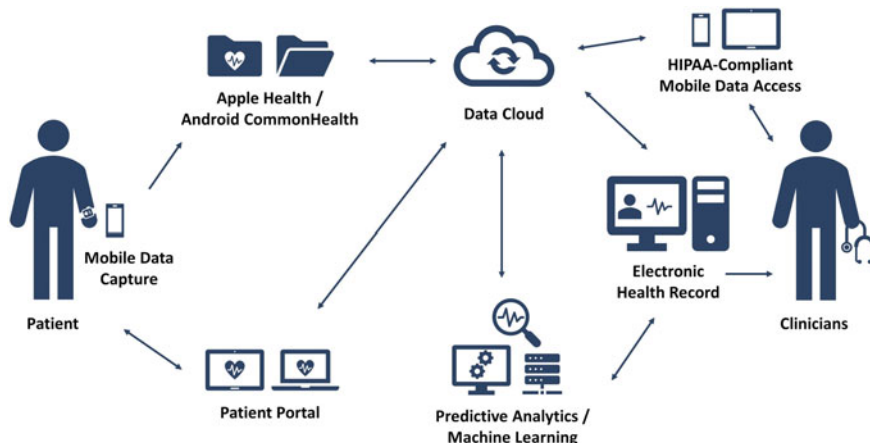 Apple Health /
Android CommonHealth
Data Cloud
HIPAA-Compliant
Mobile Data Access
Mobile Data
Capture
Patient
Electronic
Health Record
Clinicians
Patient Portal
Predictive Analytics /
Machine Learning